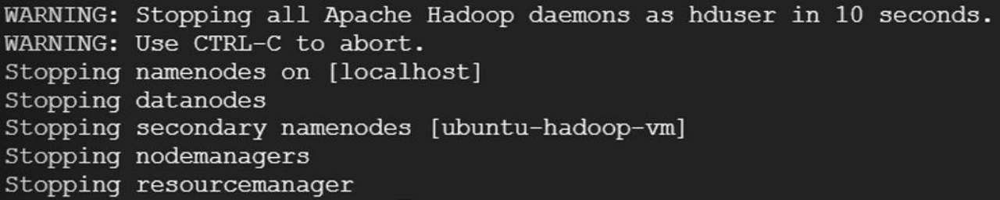 WARNING: Stopping all Apache Hadoop daemons as hduser in 10 seconds.
WARNING: Use CTRL-C to abort.
Stopping namenodes on [localhost]
Stopping datanodes
Stopping secondary namenodes [ubuntu-hadoop-vm]
Stopping nodemanagers
Stopping resourcemanager